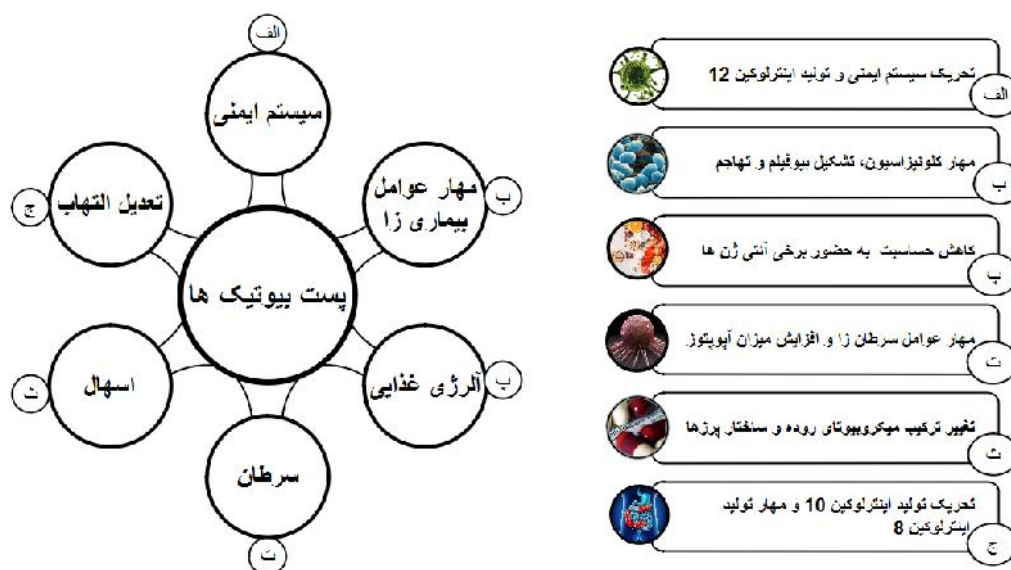 الف
سیستم ایمنی
ب
مهار عوامل
بیماری زا
پ
آلرژی غذایی
ت
سرطان
ث
اسهال
ج
تعدیل التهاب
پست بیوتیک ها
تحریک سیستم ایمنی و تولید اینترلوکین 12
الف
مهار کلونیزاسیون، تشکیل بیوفیلم و تهاجم
ب
کاهش حساسیت به حضور برخی آنتی ژن ها
پ
مهار عوامل سرطان زا و افزایش میزان آپوپتوز
ت
تغییر ترکیب میکروبیوتای روده و ساختار پرزها
ث
تحریک تولید اینترلوکین 10 و مهار تولید
اینترلوکین 8
ج